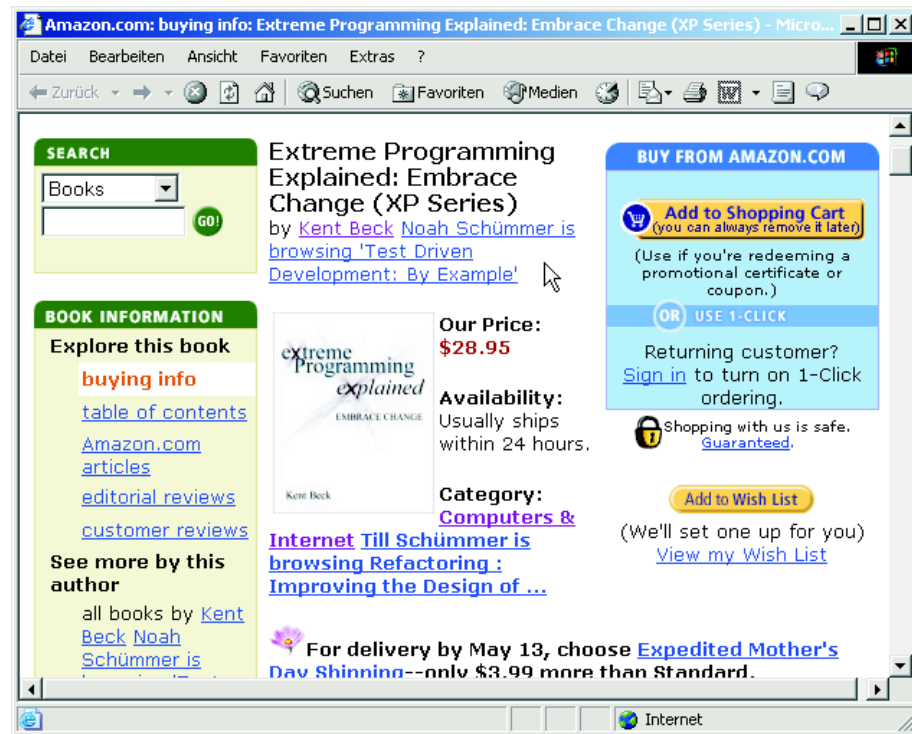 Amazon.com: buying info: Extreme Programming Explained: Embrace Change (XP Series) - Micro...
Datei Bearbeiten Ansicht Favoriten Extras ?
Zurück Suchen Favoriten Medien
SEARCH
Books
GO!
BOOK INFORMATION
Explore this book
buying info
table of contents
Amazon.com
articles
editorial reviews
customer reviews
See more by this
author
all books by Kent
Beck Noah
Schümmer is
Extreme Programming
Explained: Embrace
Change (XP Series)
by Kent Beck Noah Schümmer is
browsing 'Test Driven
Development: By Example'
extreme
Programming
explained
EMBRACE CHANGE
Kent Beck
Our Price:
$28.95
Availability:
Usually ships
within 24 hours.
Category:
Computers &
Internet Till Schümmer is
browsing Refactoring :
Improving the Design of ...
For delivery by May 13, choose Expedited Mother's
Day Shipping--only $3.99 more than Standard.
BUY FROM AMAZON.COM
Add to Shopping Cart
(you can always remove it later)
(Use if you're redeeming a
promotional certificate or
coupon.)
OR USE 1-CLICK
Returning customer?
Sign in to turn on 1-Click
ordering.
Shopping with us is safe.
Guaranteed.
Add to Wish List
(We'll set one up for you)
View my Wish List
Internet